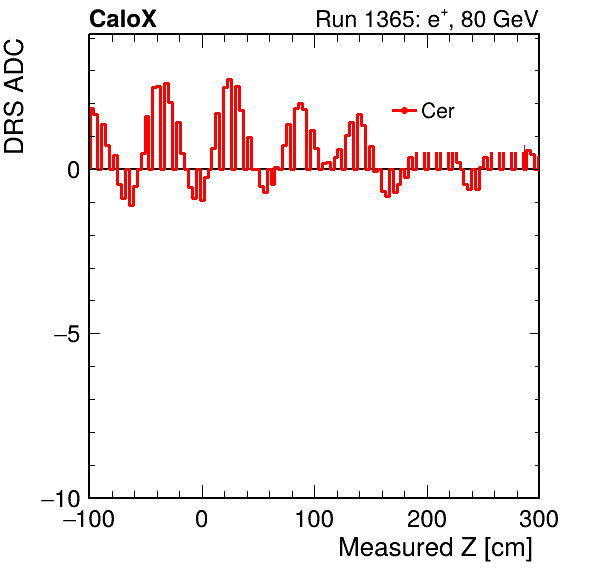 CaloX Run 1365: e⁺, 80 GeV
DRS ADC
Cer
0
−5
−10
−100 0 100 200 300
Measured Z [cm]